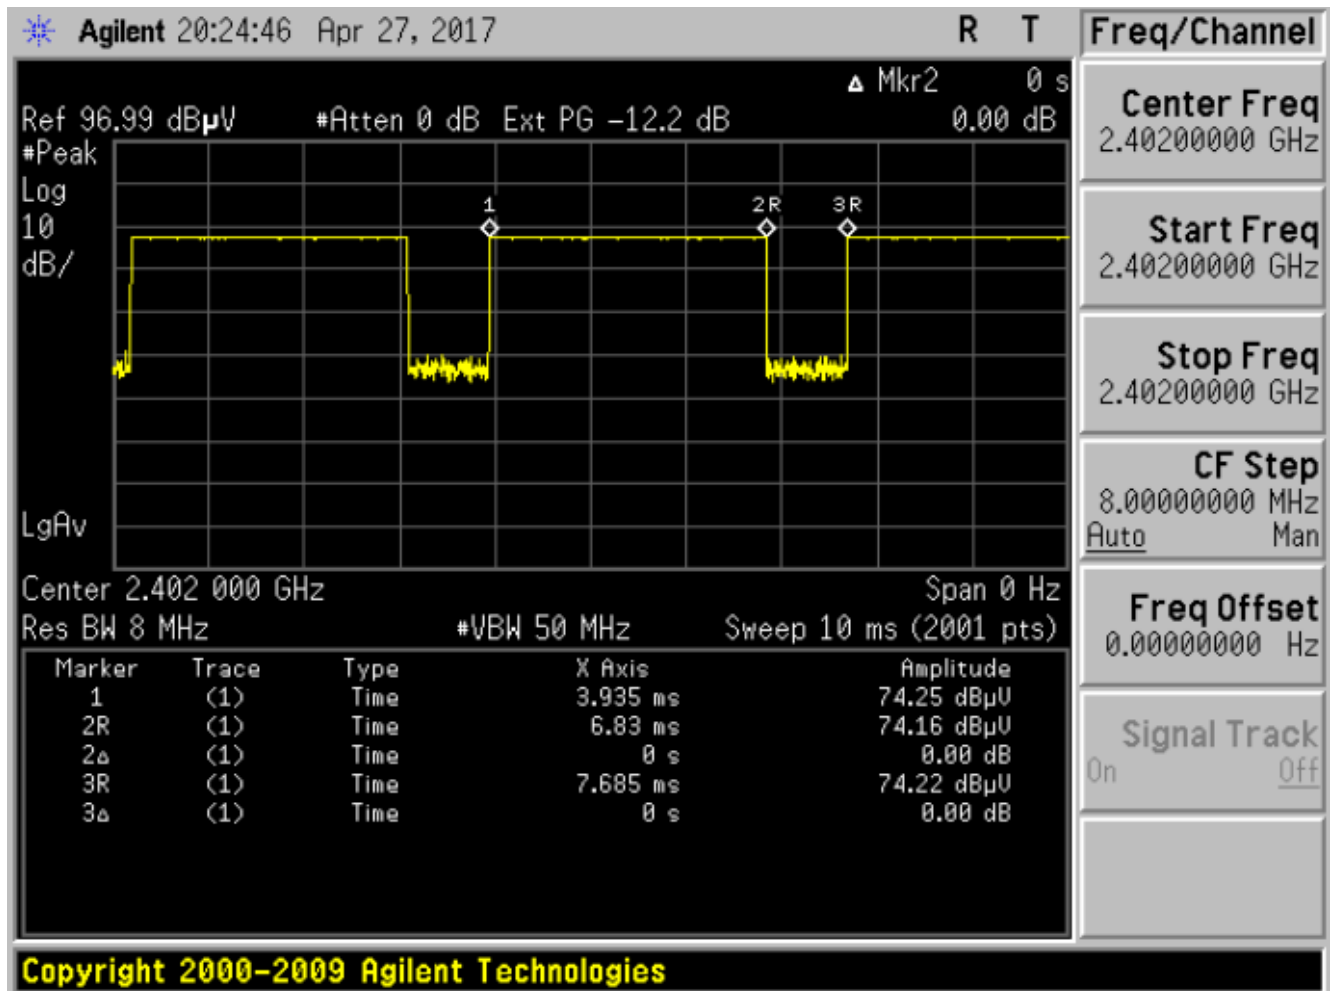 Agilent 20:24:46 Apr 27, 2017 R T
Freq/Channel
▵ Mkr2 0 s
Ref 96.99 dBµV #Atten 0 dB Ext PG −12.2 dB 0.00 dB
#Peak
Log
10
dB/
1 2R 3R
LgAv
Center 2.402 000 GHz Span 0 Hz
Res BW 8 MHz #VBW 50 MHz Sweep 10 ms (2001 pts)
Marker Trace Type X Axis Amplitude
1 (1) Time 3.935 ms 74.25 dBµV
2R (1) Time 6.83 ms 74.16 dBµV
2▵ (1) Time 0 s 0.00 dB
3R (1) Time 7.685 ms 74.22 dBµV
3▵ (1) Time 0 s 0.00 dB
Center Freq
2.40200000 GHz
Start Freq
2.40200000 GHz
Stop Freq
2.40200000 GHz
CF Step
8.00000000 MHz
Auto Man
Freq Offset
0.00000000 Hz
Signal Track
On Off
Copyright 2000-2009 Agilent Technologies